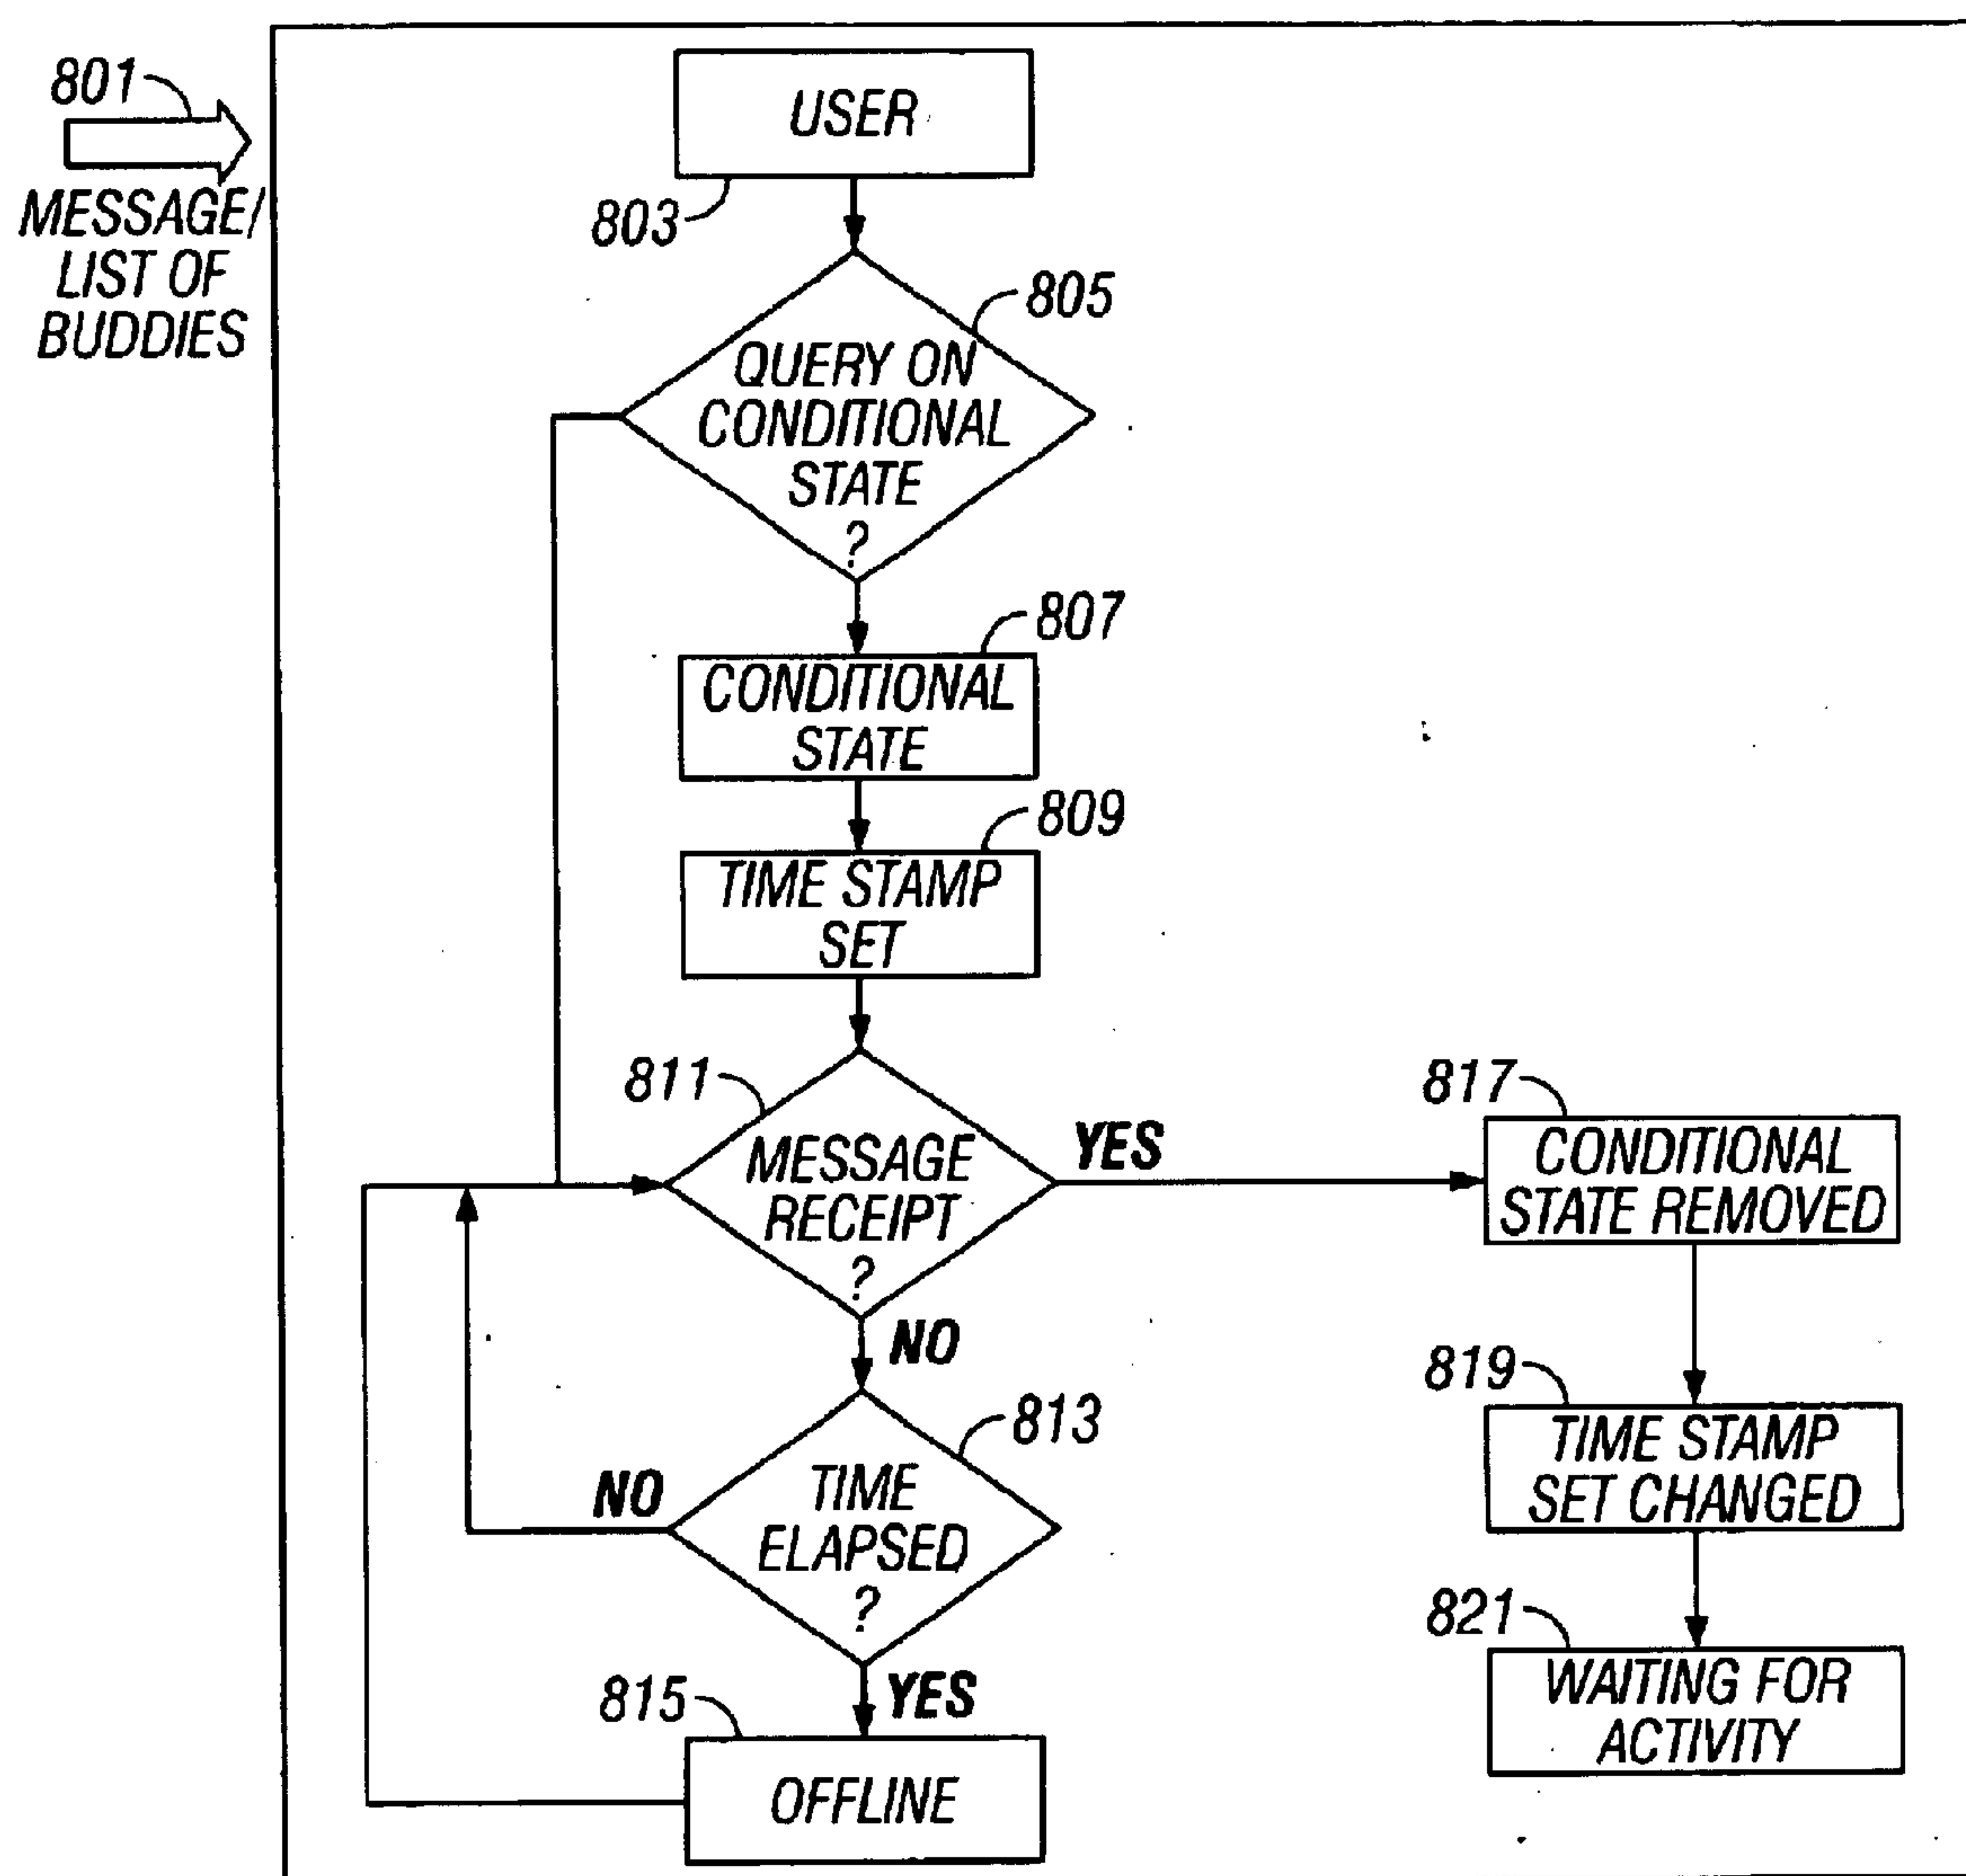 801
MESSAGE/
LIST OF
BUDDIES
USER
803
805
QUERY ON
CONDITIONAL
STATE
?
807
CONDITIONAL
STATE
809
TIME STAMP
SET
811
MESSAGE
RECEIPT
?
YES
NO
813
TIME
ELAPSED
?
NO
YES
815
OFFLINE
817
CONDITIONAL
STATE REMOVED
819
TIME STAMP
SET CHANGED
821
WAITING FOR
ACTIVITY